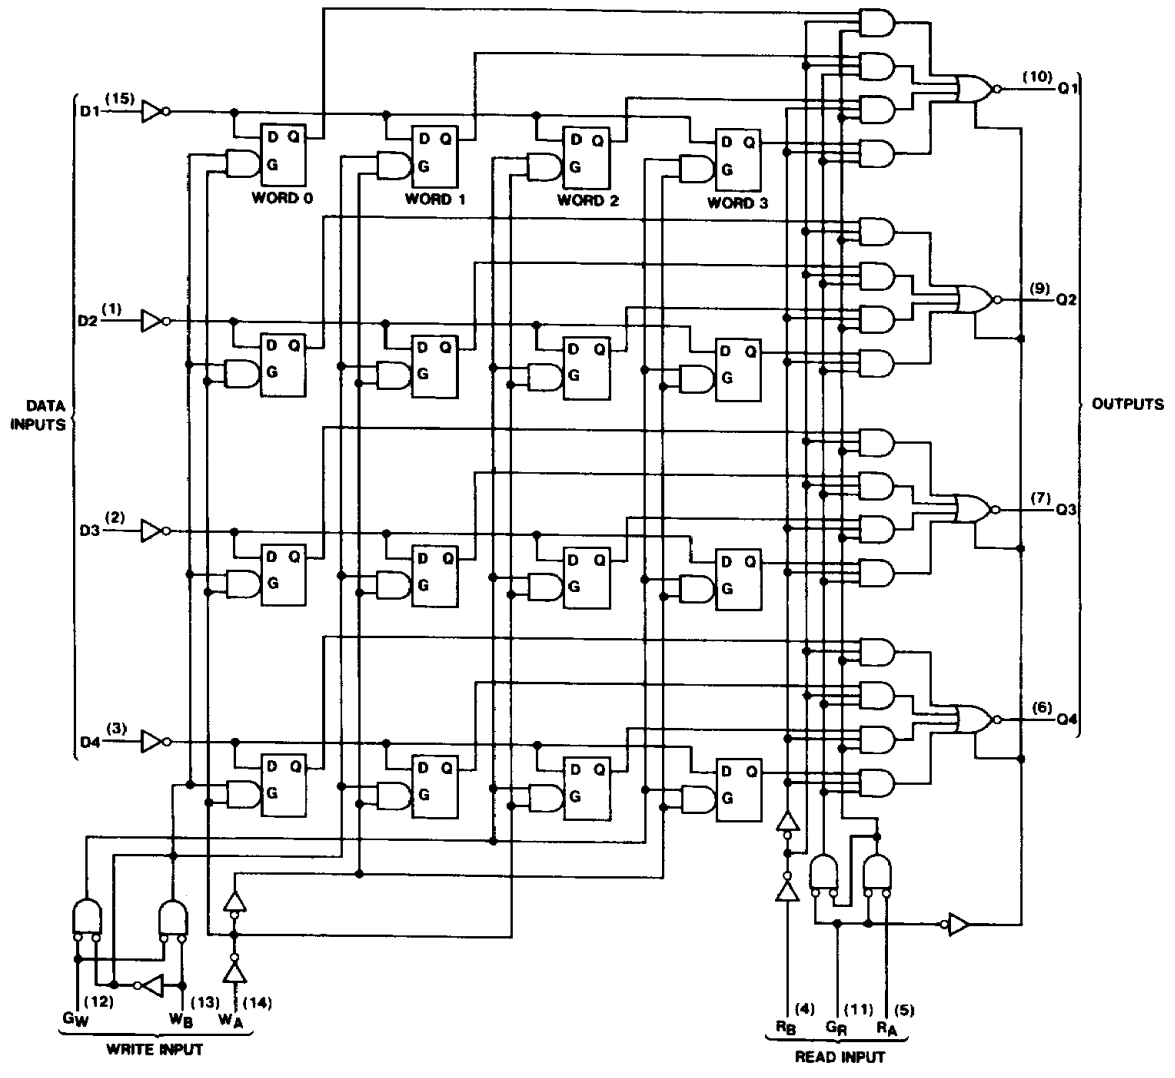 D1 (15)
D Q
G
WORD 0
D Q
G
WORD 1
D Q
G
WORD 2
D Q
G
WORD 3
(10) Q1
D2 (1)
D Q
G
D Q
G
D Q
G
D Q
G
(9) Q2
DATA
INPUTS
OUTPUTS
D3 (2)
D Q
G
D Q
G
D Q
G
D Q
G
(7) Q3
D4 (3)
D Q
G
D Q
G
D Q
G
D Q
G
(6) Q4
GW (12)
WB (13)
WA (14)
WRITE INPUT
RB (4)
GR (11)
RA (5)
READ INPUT